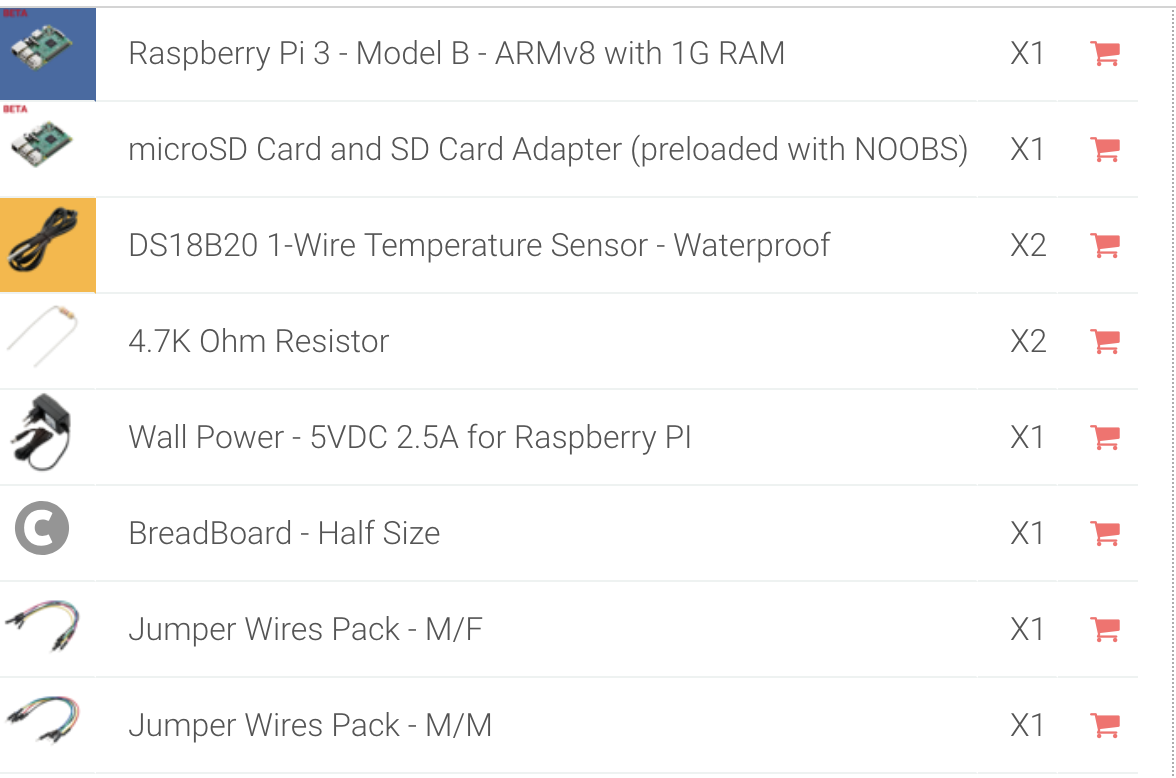 BETA
Raspberry Pi 3 - Model B - ARMv8 with 1G RAM X1
BETA
microSD Card and SD Card Adapter (preloaded with NOOBS) X1
DS18B20 1-Wire Temperature Sensor - Waterproof X2
4.7K Ohm Resistor X2
Wall Power - 5VDC 2.5A for Raspberry PI X1
C
BreadBoard - Half Size X1
Jumper Wires Pack - M/F X1
Jumper Wires Pack - M/M X1